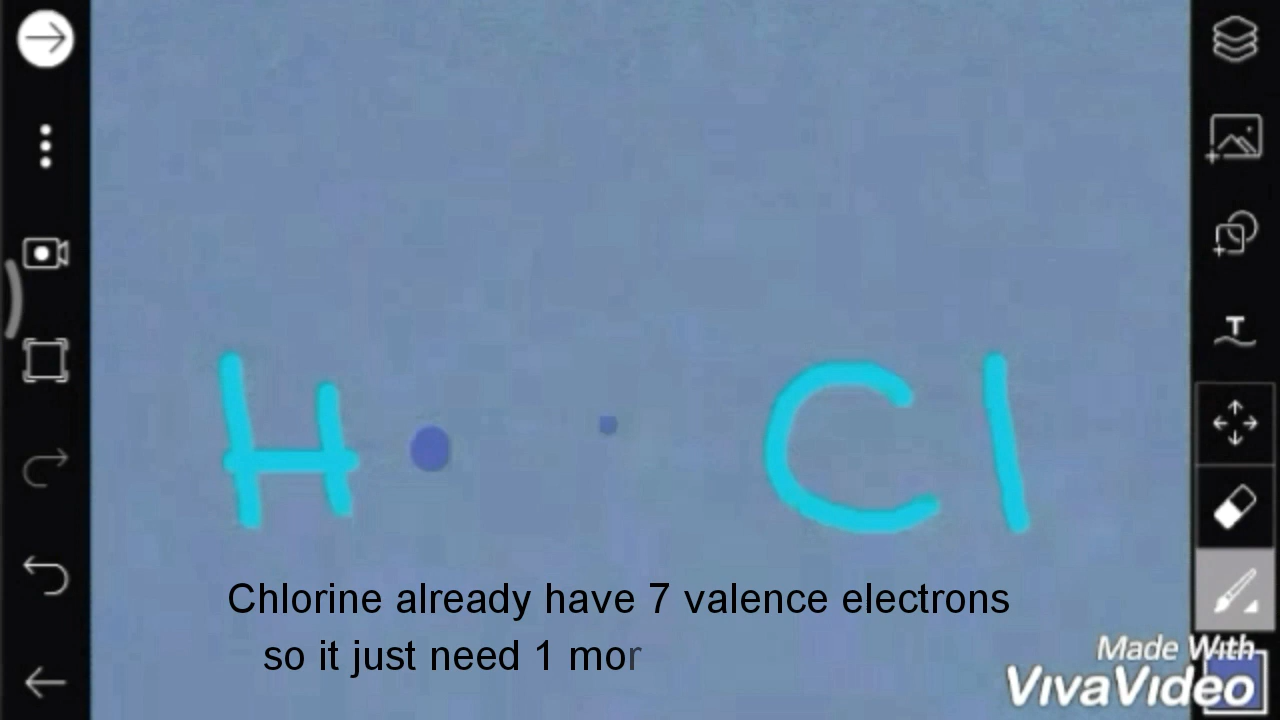 H Cl
Chlorine already have 7 valence electrons
so it just need 1 mor
Made With
VivaVideo
T